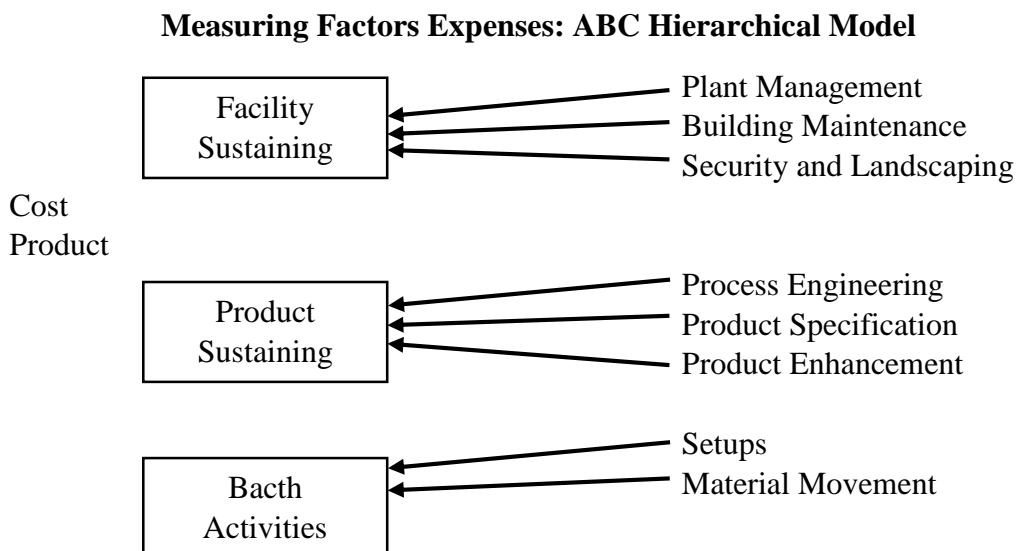 Measuring Factors Expenses: ABC Hierarchical Model
Facility
Sustaining
Plant Management
Building Maintenance
Security and Landscaping
Cost
Product
Product
Sustaining
Process Engineering
Product Specification
Product Enhancement
Bacth
Activities
Setups
Material Movement